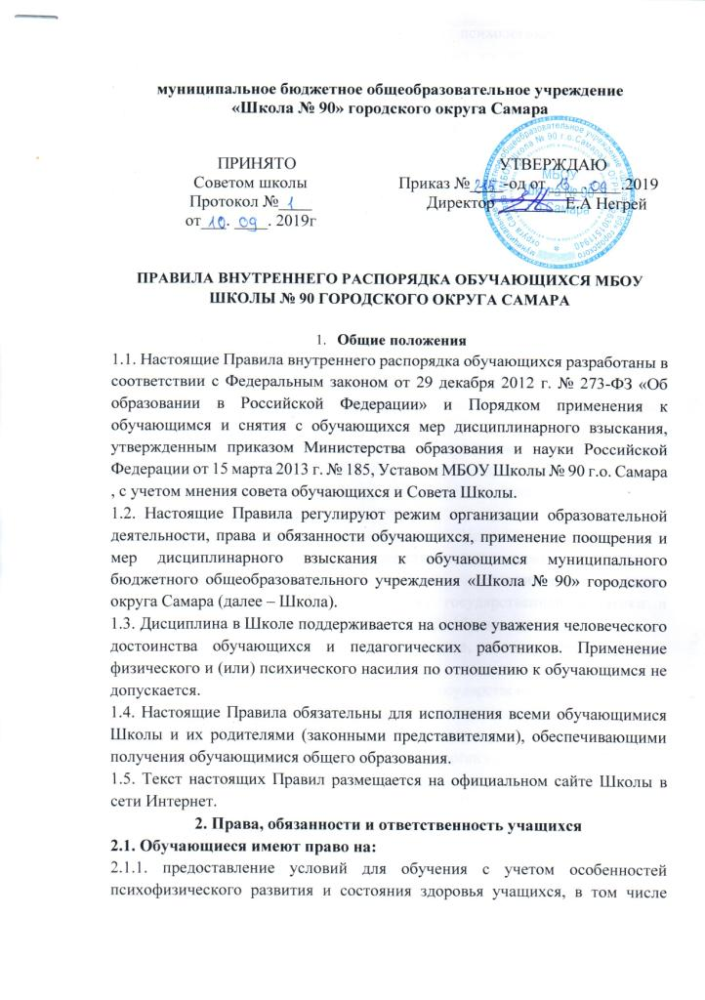 муниципальное бюджетное общеобразовательное учреждение
«Школа № 90» городского округа Самара
ПРИНЯТО
Советом школы
Протокол № 1
от 10. 09. 2019г
УТВЕРЖДАЮ
Приказ № -од от 13 . 09 .2019
Директор Е.А Негрей
МБОУ
Школа № 90
г.о. Самара
ПРАВИЛА ВНУТРЕННЕГО РАСПОРЯДКА ОБУЧАЮЩИХСЯ МБОУ
ШКОЛЫ № 90 ГОРОДСКОГО ОКРУГА САМАРА
1. Общие положения
1.1. Настоящие Правила внутреннего распорядка обучающихся разработаны в
соответствии с Федеральным законом от 29 декабря 2012 г. № 273-ФЗ «Об
образовании в Российской Федерации» и Порядком применения к
обучающимся и снятия с обучающихся мер дисциплинарного взыскания,
утвержденным приказом Министерства образования и науки Российской
Федерации от 15 марта 2013 г. № 185, Уставом МБОУ Школы № 90 г.о. Самара
, с учетом мнения совета обучающихся и Совета Школы.
1.2. Настоящие Правила регулируют режим организации образовательной
деятельности, права и обязанности обучающихся, применение поощрения и
мер дисциплинарного взыскания к обучающимся муниципального
бюджетного общеобразовательного учреждения «Школа № 90» городского
округа Самара (далее – Школа).
1.3. Дисциплина в Школе поддерживается на основе уважения человеческого
достоинства обучающихся и педагогических работников. Применение
физического и (или) психического насилия по отношению к обучающимся не
допускается.
1.4. Настоящие Правила обязательны для исполнения всеми обучающимися
Школы и их родителями (законными представителями), обеспечивающими
получения обучающимися общего образования.
1.5. Текст настоящих Правил размещается на официальном сайте Школы в
сети Интернет.
2. Права, обязанности и ответственность учащихся
2.1. Обучающиеся имеют право на:
2.1.1. предоставление условий для обучения с учетом особенностей
психофизического развития и состояния здоровья учащихся, в том числе